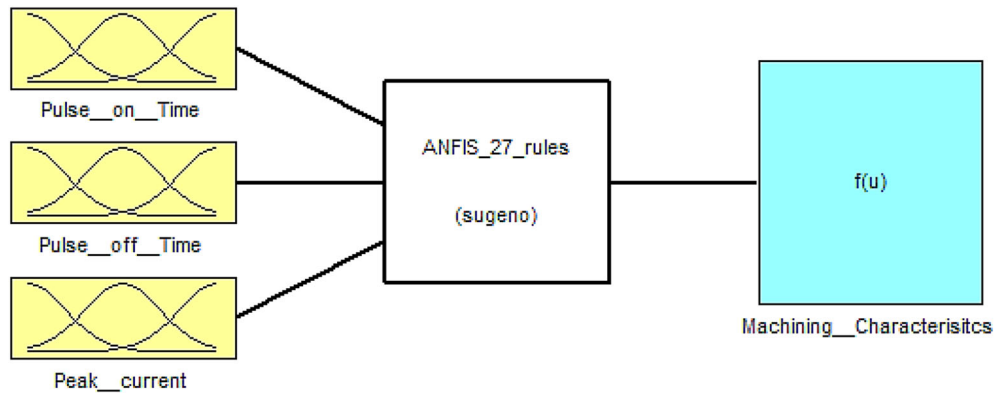 Pulse__on__Time
Pulse__off__Time
Peak__current
ANFIS_27_rules
(sugeno)
f(u)
Machining__Characterisitcs